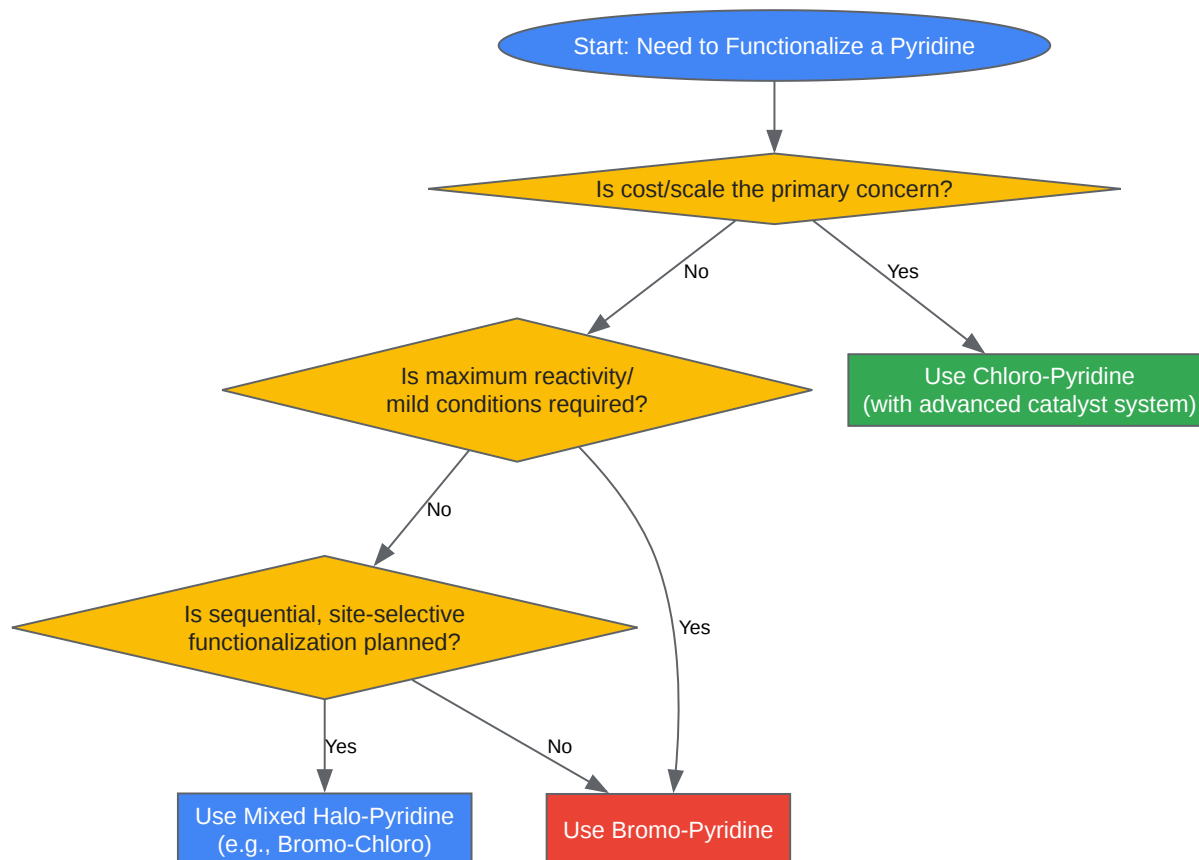 Start: Need to Functionalize a Pyridine
Is cost/scale the primary concern?
No
Yes
Is maximum reactivity/
mild conditions required?
Use Chloro-Pyridine
(with advanced catalyst system)
No
Is sequential, site-selective
functionalization planned?
Yes
Yes
No
Use Mixed Halo-Pyridine
(e.g., Bromo-Chloro)
Use Bromo-Pyridine